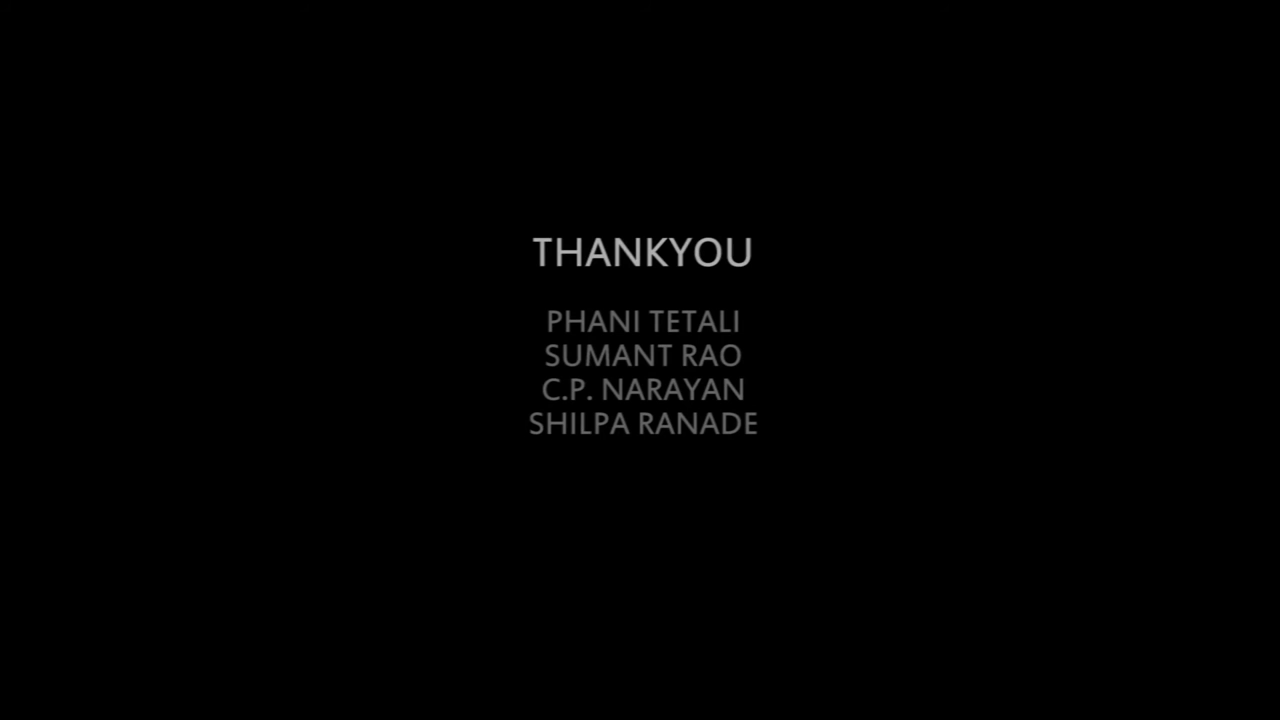 THANKYOU
PHANI TETALI
SUMANT RAO
C.P. NARAYAN
SHILPA RANADE